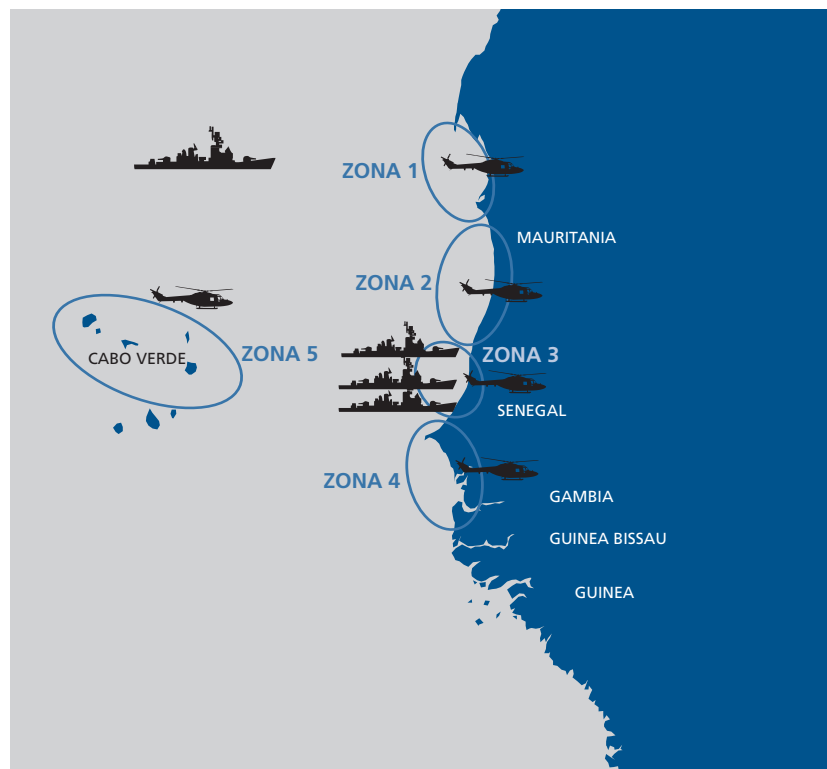 ZONA 1
MAURITANIA
ZONA 2
ZONA 5
ZONA 3
CABO VERDE
SENEGAL
ZONA 4
GAMBIA
GUINEA BISSAU
GUINEA